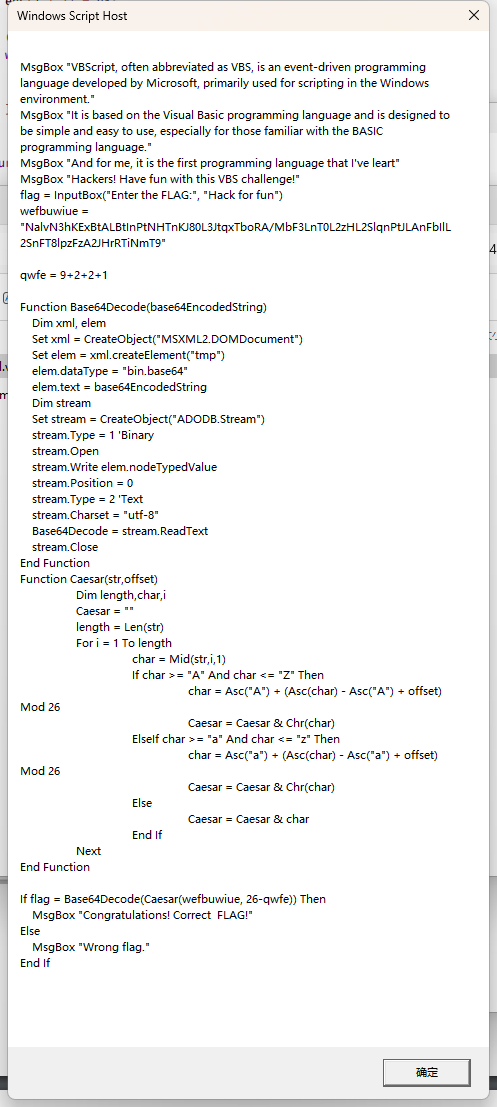 Windows Script Host
MsgBox "VBScript, often abbreviated as VBS, is an event-driven programming
language developed by Microsoft, primarily used for scripting in the Windows
environment."
MsgBox "It is based on the Visual Basic programming language and is designed to
be simple and easy to use, especially for those familiar with the BASIC
programming language."
MsgBox "And for me, it is the first programming language that I've leart"
MsgBox "Hackers! Have fun with this VBS challenge!"
flag = InputBox("Enter the FLAG:", "Hack for fun")
wefbuwiue =
"NalvN3hKExBtALBtInPtNHTnKJ80L3JtqxTboRA/MbF3LnT0L2zHL2SlqnPtJLAnFbIlL
2SnFT8lpzFzA2JHrRTiNmT9"
qwfe = 9+2+2+1
Function Base64Decode(base64EncodedString)
Dim xml, elem
Set xml = CreateObject("MSXML2.DOMDocument")
Set elem = xml.createElement("tmp")
elem.dataType = "bin.base64"
elem.text = base64EncodedString
Dim stream
Set stream = CreateObject("ADODB.Stream")
stream.Type = 1 'Binary
stream.Open
stream.Write elem.nodeTypedValue
stream.Position = 0
stream.Type = 2 'Text
stream.Charset = "utf-8"
Base64Decode = stream.ReadText
stream.Close
End Function
Function Caesar(str,offset)
Dim length,char,i
Caesar = ""
length = Len(str)
For i = 1 To length
char = Mid(str,i,1)
If char >= "A" And char <= "Z" Then
char = Asc("A") + (Asc(char) - Asc("A") + offset)
Mod 26
Caesar = Caesar & Chr(char)
ElseIf char >= "a" And char <= "z" Then
char = Asc("a") + (Asc(char) - Asc("a") + offset)
Mod 26
Caesar = Caesar & Chr(char)
Else
Caesar = Caesar & char
End If
Next
End Function
If flag = Base64Decode(Caesar(wefbuwiue, 26-qwfe)) Then
MsgBox "Congratulations! Correct  FLAG!"
Else
MsgBox "Wrong flag."
End If
确定